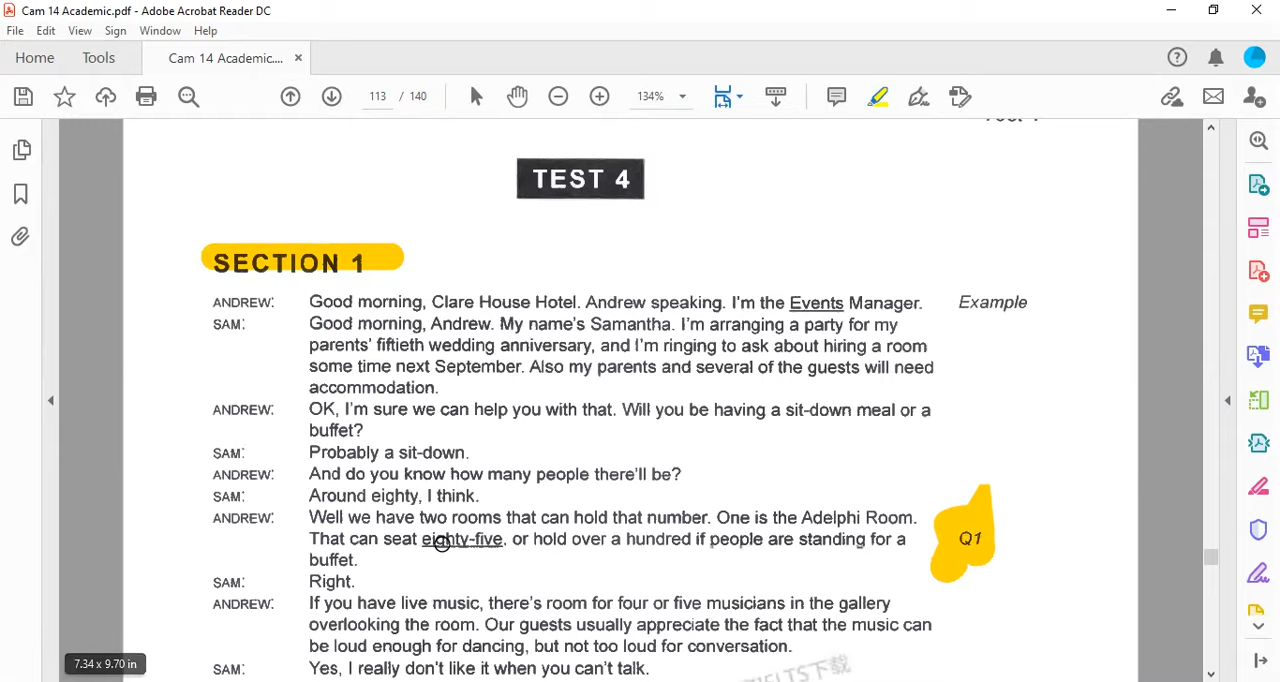 Cam 14 Academic.pdf - Adobe Acrobat Reader DC
File Edit View Sign Window Help
Home Tools Cam 14 Academic.... ×
113 / 140 134%
TEST 4
SECTION 1
ANDREW: Good morning, Clare House Hotel. Andrew speaking. I'm the Events Manager. Example
SAM: Good morning, Andrew. My name's Samantha. I'm arranging a party for my
parents' fiftieth wedding anniversary, and I'm ringing to ask about hiring a room
some time next September. Also my parents and several of the guests will need
accommodation.
ANDREW: OK, I'm sure we can help you with that. Will you be having a sit-down meal or a
buffet?
SAM: Probably a sit-down.
ANDREW: And do you know how many people there'll be?
SAM: Around eighty, I think.
ANDREW: Well we have two rooms that can hold that number. One is the Adelphi Room.
That can seat eighty-five, or hold over a hundred if people are standing for a Q1
buffet.
SAM: Right.
ANDREW: If you have live music, there's room for four or five musicians in the gallery
overlooking the room. Our guests usually appreciate the fact that the music can
be loud enough for dancing, but not too loud for conversation.
SAM: Yes, I really don't like it when you can't talk.
IELTS下载
7.34 x 9.70 in